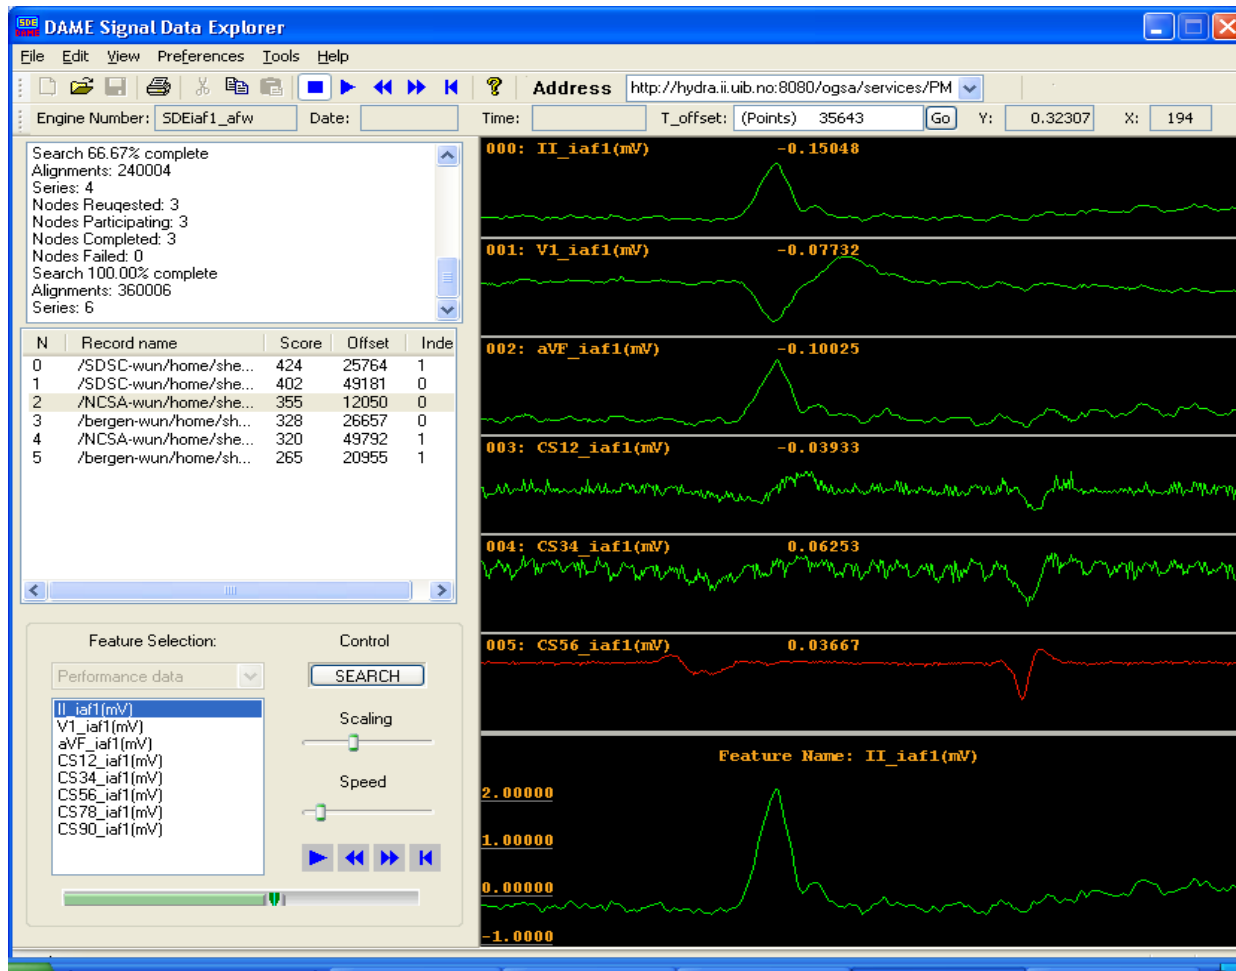 SDE DAME
DAME Signal Data Explorer
File Edit View Preferences Tools Help
Address http://hydra.ii.uib.no:8080/ogsa/services/PM
Engine Number: SDEiaf1_afw Date: Time: T_offset: (Points) 35643 Go Y: 0.32307 X: 194
Search 66.67% complete
Alignments: 240004
Series: 4
Nodes Reuqested: 3
Nodes Participating: 3
Nodes Completed: 3
Nodes Failed: 0
Search 100.00% complete
Alignments: 360006
Series: 6
N Record name Score Offset Inde
0 /SDSC-wun/home/she... 424 25764 1
1 /SDSC-wun/home/she... 402 49181 0
2 /NCSA-wun/home/she... 355 12050 0
3 /bergen-wun/home/sh... 328 26657 0
4 /NCSA-wun/home/she... 320 49792 1
5 /bergen-wun/home/sh... 265 20955 1
Feature Selection: Control
Performance data SEARCH
II_iaf1(mV)
V1_iaf1(mV)
aVF_iaf1(mV)
CS12_iaf1(mV)
CS34_iaf1(mV)
CS56_iaf1(mV)
CS78_iaf1(mV)
CS90_iaf1(mV)
Scaling
Speed
000: II_iaf1(mV) -0.15048
001: V1_iaf1(mV) -0.07732
002: aVF_iaf1(mV) -0.10025
003: CS12_iaf1(mV) -0.03933
004: CS34_iaf1(mV) 0.06253
005: CS56_iaf1(mV) 0.03667
Feature Name: II_iaf1(mV)
2.00000
1.00000
0.00000
-1.0000